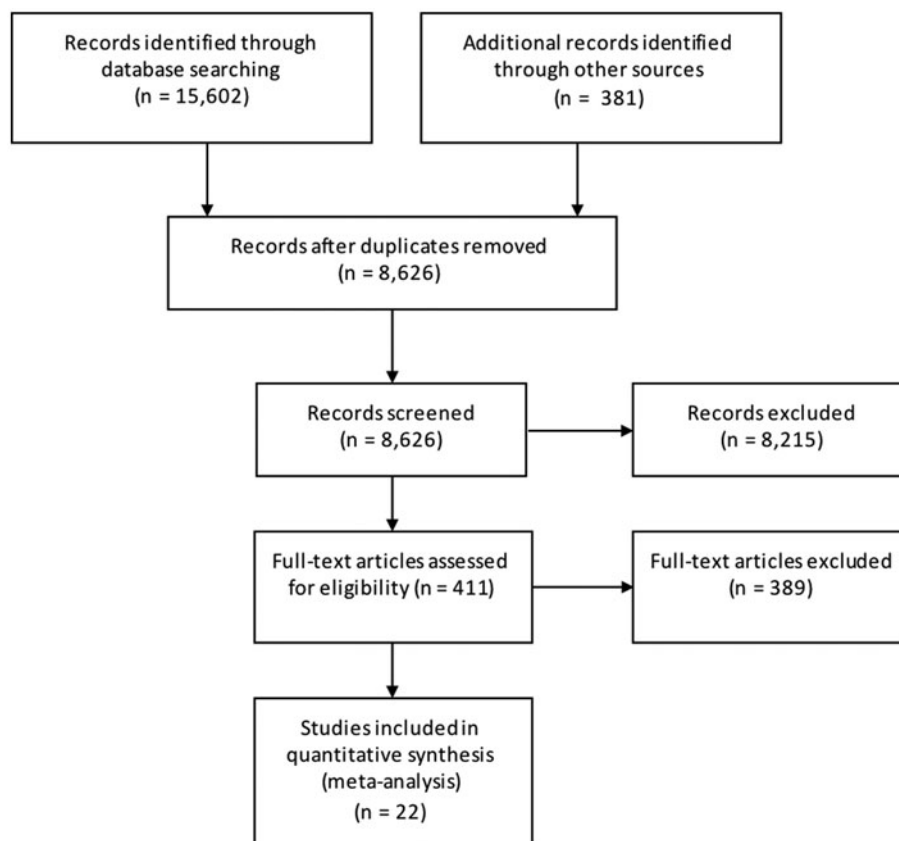 Records identified through
database searching
(n = 15,602)
Additional records identified
through other sources
(n = 381)
Records after duplicates removed
(n = 8,626)
Records screened
(n = 8,626)
Records excluded
(n = 8,215)
Full-text articles assessed
for eligibility (n = 411)
Full-text articles excluded
(n = 389)
Studies included in
quantitative synthesis
(meta-analysis)
(n = 22)